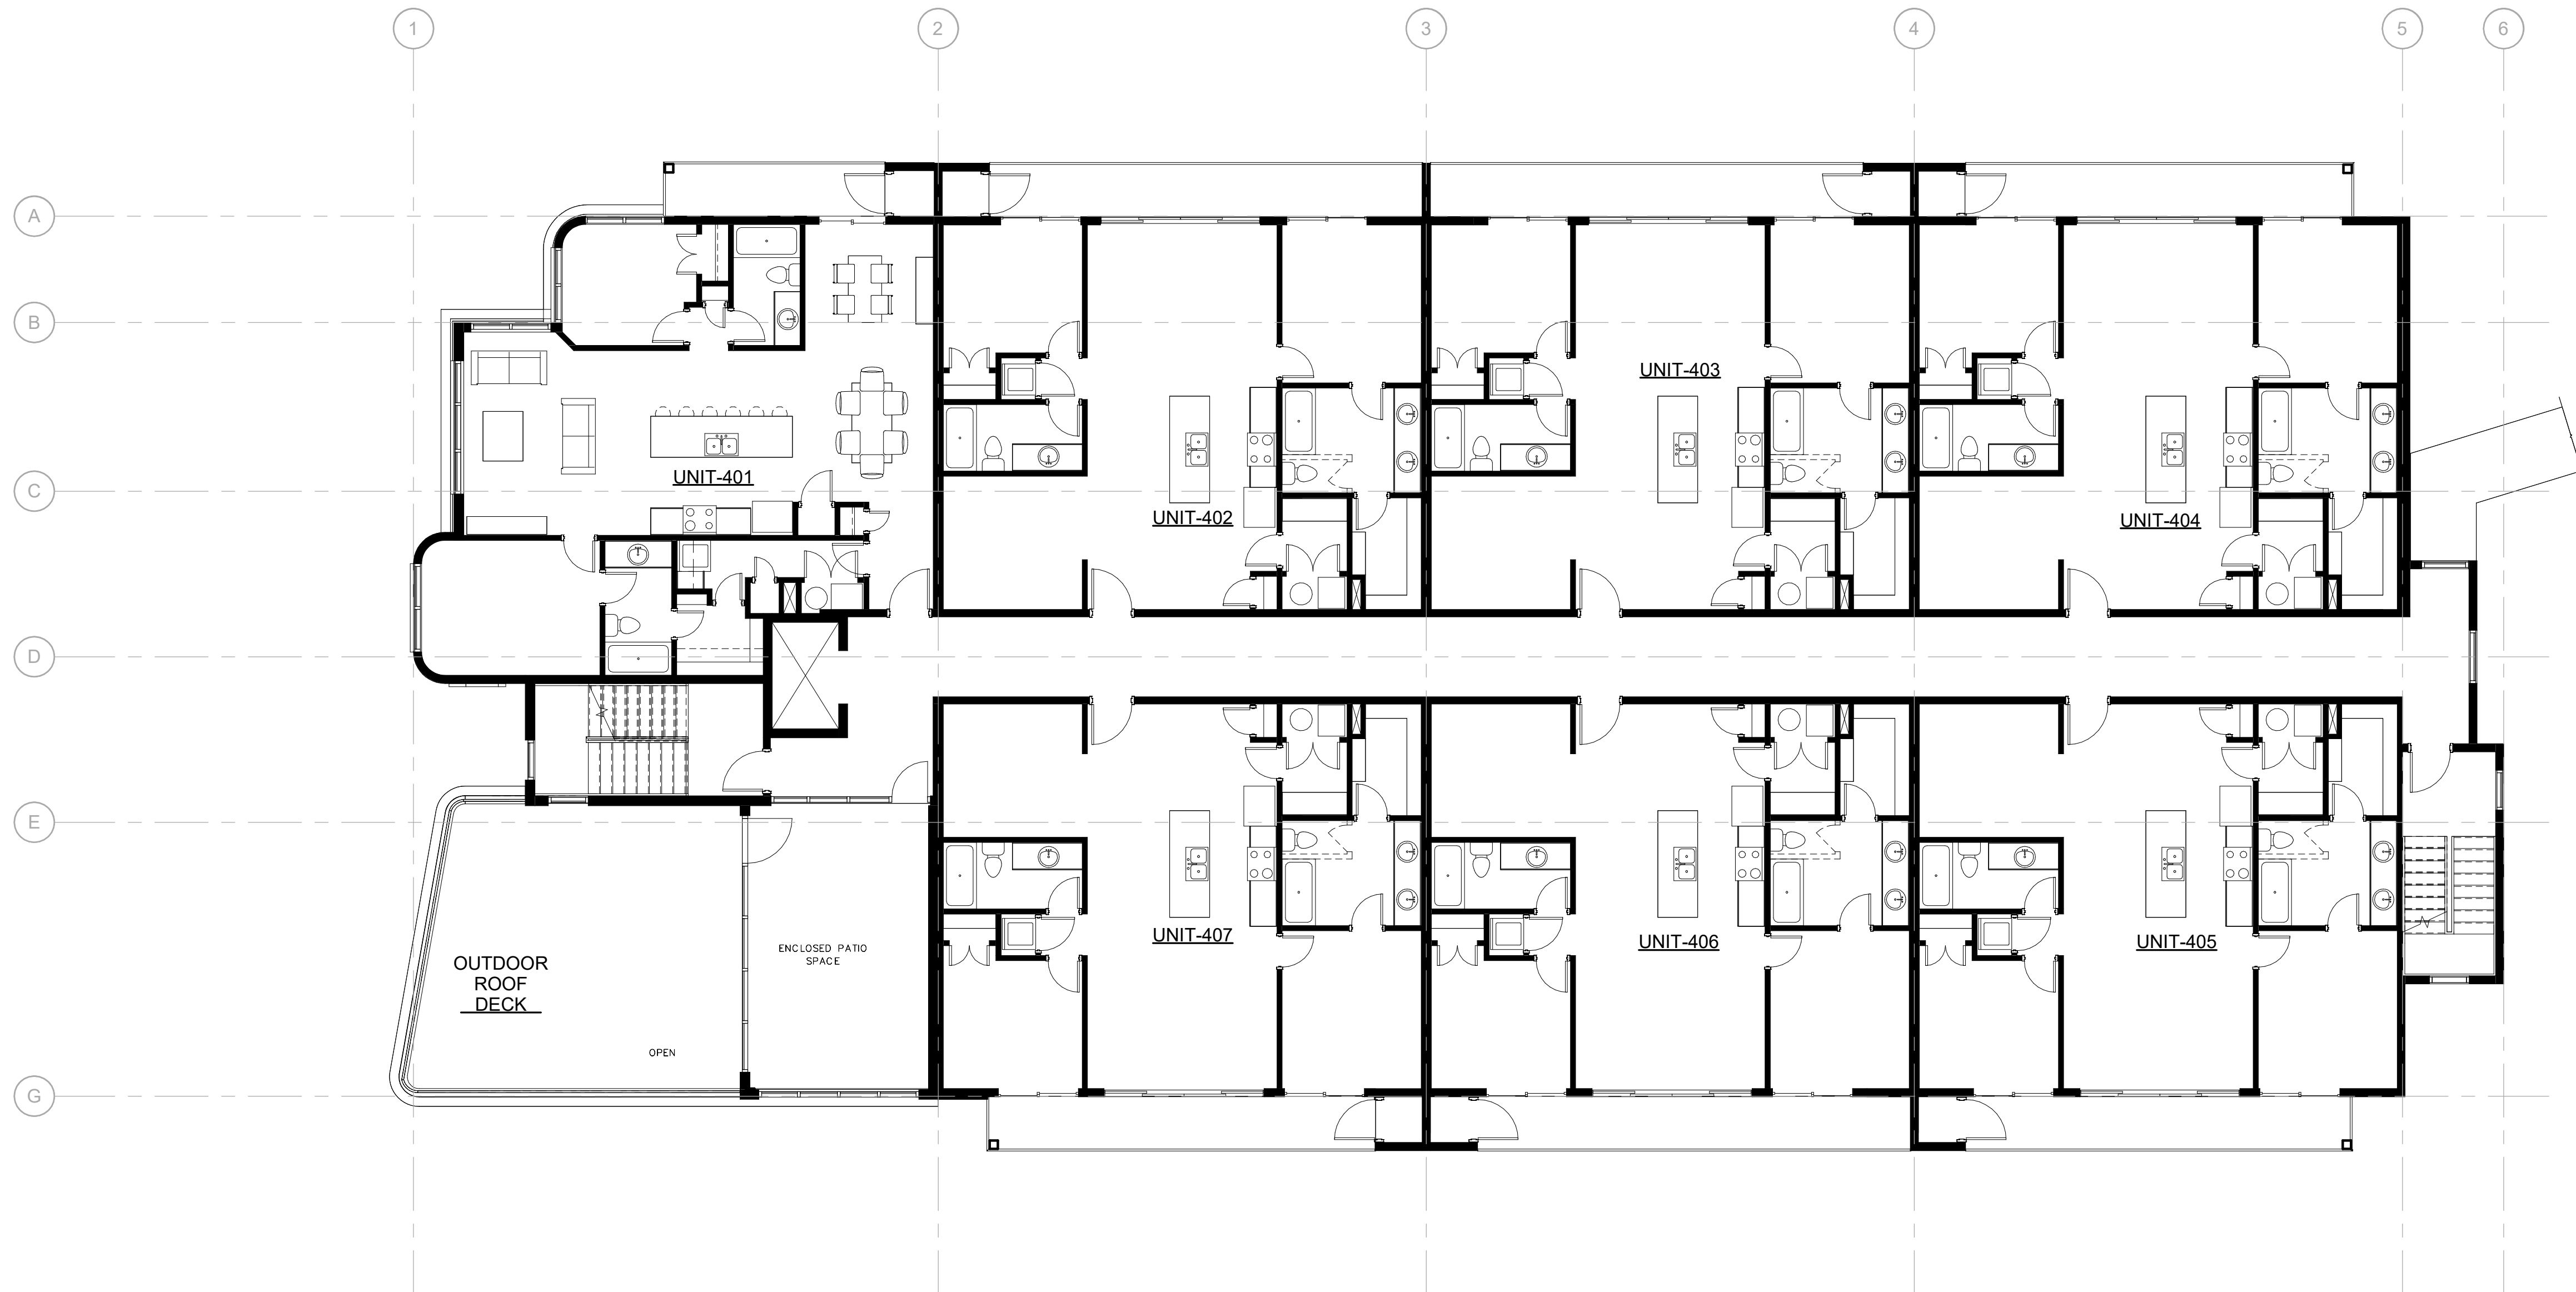 1
2
3
4
5
6
A
B
C
D
E
G
UNIT-401
UNIT-402
UNIT-403
UNIT-404
UNIT-407
UNIT-406
UNIT-405
OUTDOOR
ROOF
DECK
ENCLOSED PATIO
SPACE
OPEN